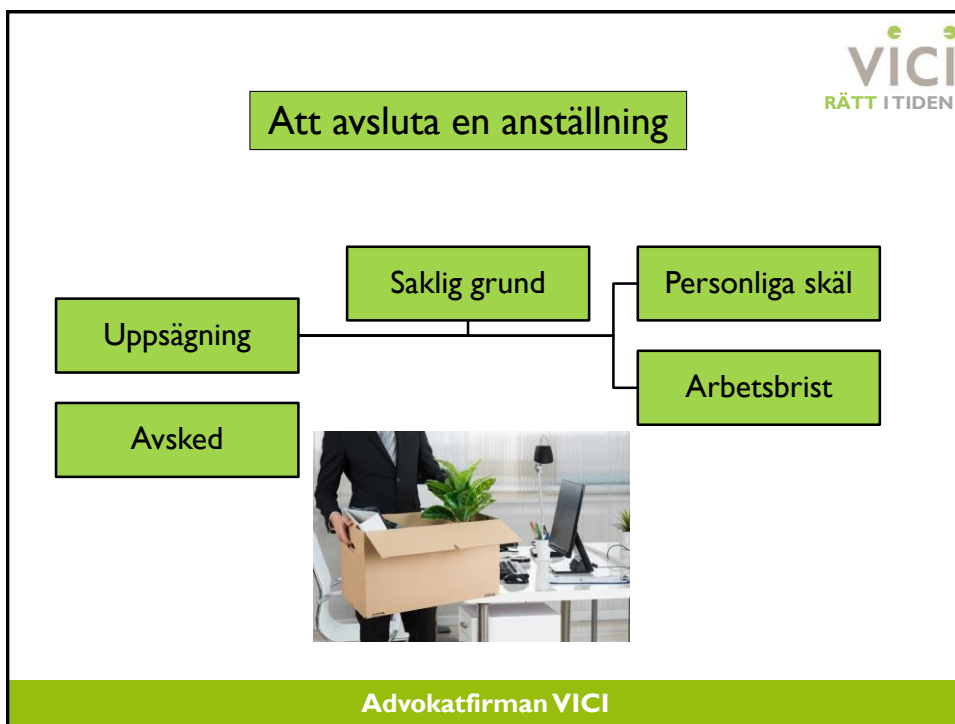 vici
RÄTT I TIDEN
Att avsluta en anställning
Saklig grund
Personliga skäl
Uppsägning
Arbetsbrist
Avsked
Advokatfirman VICI